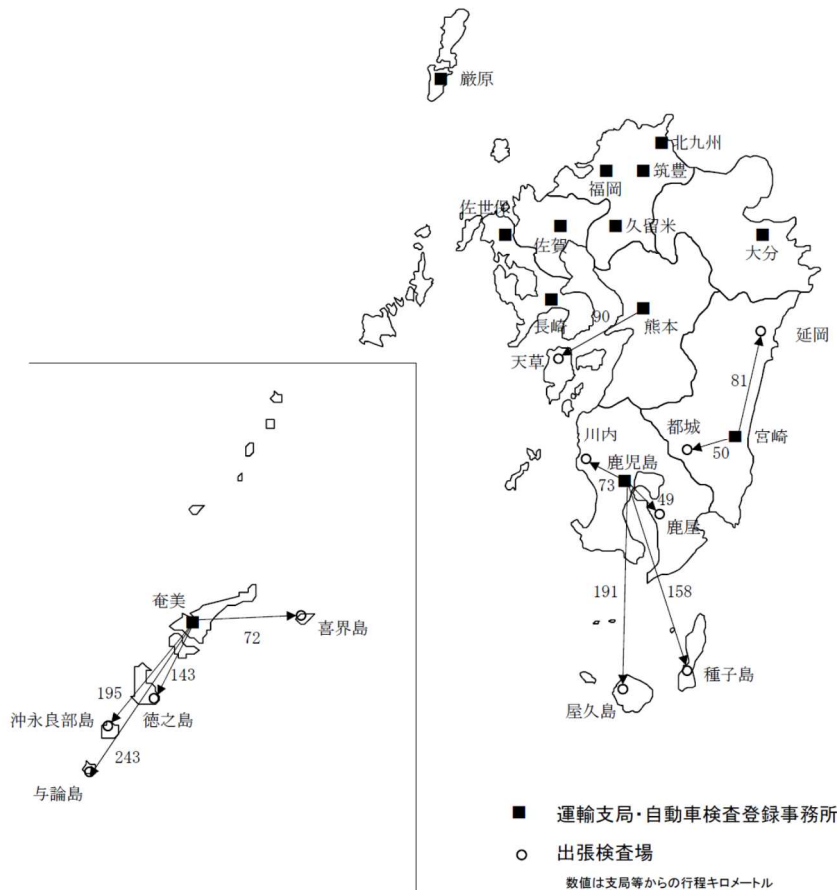 厳原
北九州
福岡
筑豊
佐世保
佐賀
久留米
大分
長崎
90
熊本
延岡
天草
81
都城
宮崎
50
川内
鹿児島
73
49
鹿屋
191
158
種子島
屋久島
奄美
72
喜界島
143
195
徳之島
沖永良部島
243
与論島
■ 運輸支局・自動車検査登録事務所
○ 出張検査場
数値は支局等からの行程キロメートル